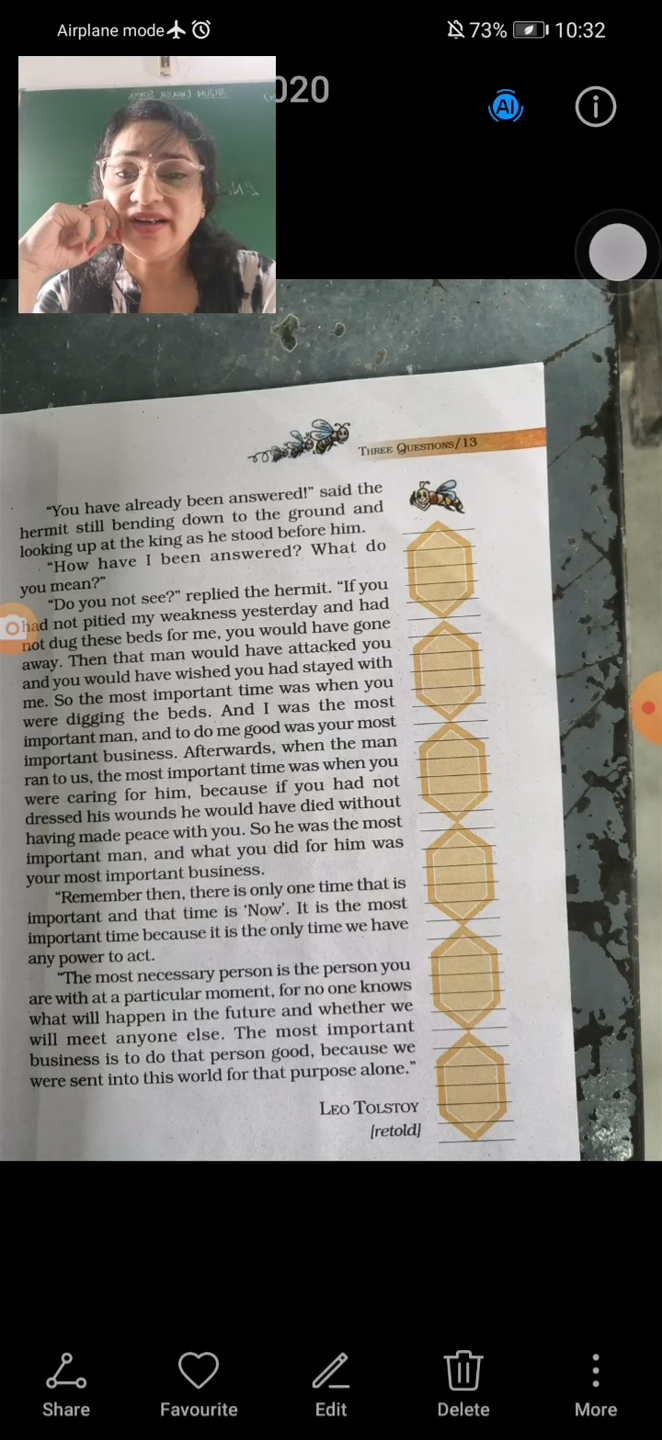 Airplane mode
73%
10:32
020
AI
THREE QUESTIONS/13
“You have already been answered!” said the
hermit still bending down to the ground and
looking up at the king as he stood before him.
“How have I been answered? What do
you mean?”
“Do you not see?” replied the hermit. “If you
had not pitied my weakness yesterday and had
not dug these beds for me, you would have gone
away. Then that man would have attacked you
and you would have wished you had stayed with
me. So the most important time was when you
were digging the beds. And I was the most
important man, and to do me good was your most
important business. Afterwards, when the man
ran to us, the most important time was when you
were caring for him, because if you had not
dressed his wounds he would have died without
having made peace with you. So he was the most
important man, and what you did for him was
your most important business.
“Remember then, there is only one time that is
important and that time is ‘Now’. It is the most
important time because it is the only time we have
any power to act.
“The most necessary person is the person you
are with at a particular moment, for no one knows
what will happen in the future and whether we
will meet anyone else. The most important
business is to do that person good, because we
were sent into this world for that purpose alone.”
LEO TOLSTOY
[retold]
Share
Favourite
Edit
Delete
More